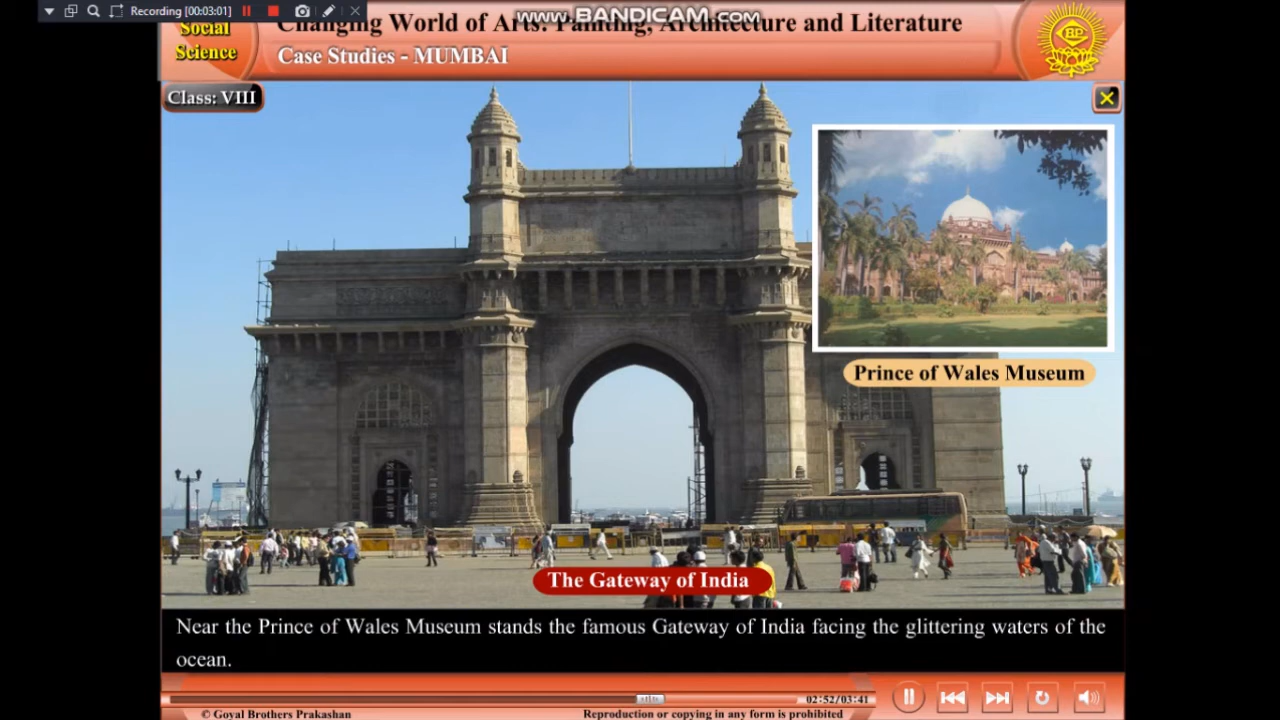 Recording [00:03:01]
www.BANDICAM.com
Social
Science
Changing World of Arts: Painting, Architecture and Literature
Case Studies - MUMBAI
Class: VIII
Prince of Wales Museum
The Gateway of India
Near the Prince of Wales Museum stands the famous Gateway of India facing the glittering waters of the
ocean.
02:52/03:41
© Goyal Brothers Prakashan
Reproduction or copying in any form is prohibited